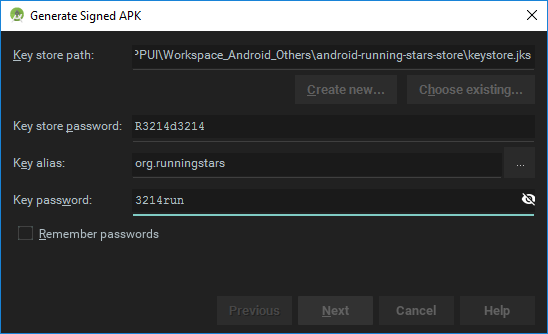 Generate Signed APK
Key store path: ?PUI\Workspace_Android_Others\android-running-stars-store\keystore.jks
Create new... Choose existing...
Key store password: R3214d3214
Key alias: org.runningstars ...
Key password: 3214run
Remember passwords
Previous Next Cancel Help